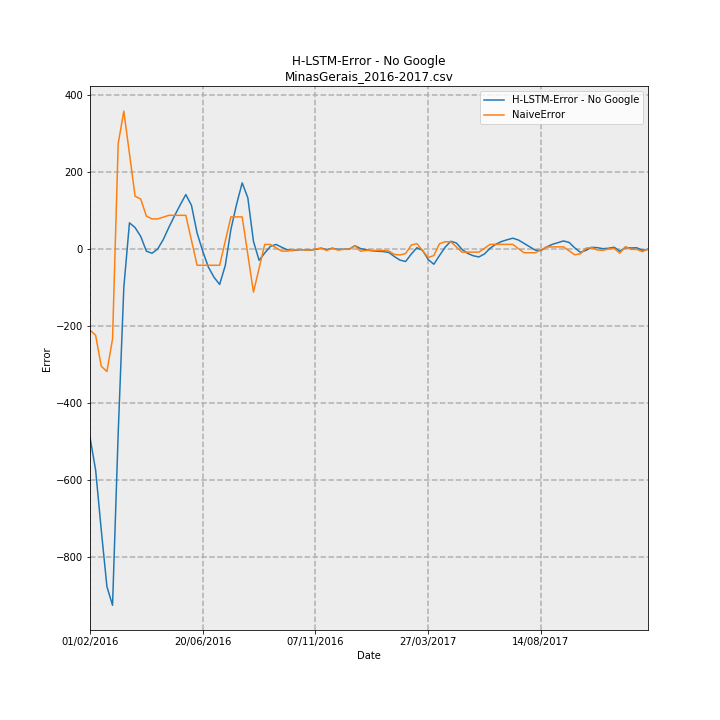 H-LSTM-Error - No Google
MinasGerais_2016-2017.csv
H-LSTM-Error - No Google
NaiveError
400
200
0
−200
−400
−600
−800
Error
01/02/2016
20/06/2016
07/11/2016
27/03/2017
14/08/2017
Date